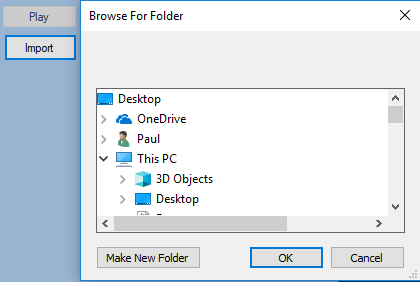 Play
Import
Browse For Folder
Desktop
OneDrive
Paul
This PC
3D Objects
Desktop
Make New Folder
OK
Cancel